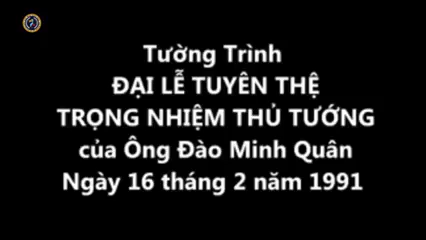 Tường Trình
ĐẠI LỄ TUYÊN THỆ
TRỌNG NHIỆM THỦ TƯỚNG
của Ông Đào Minh Quân
Ngày 16 tháng 2 năm 1991